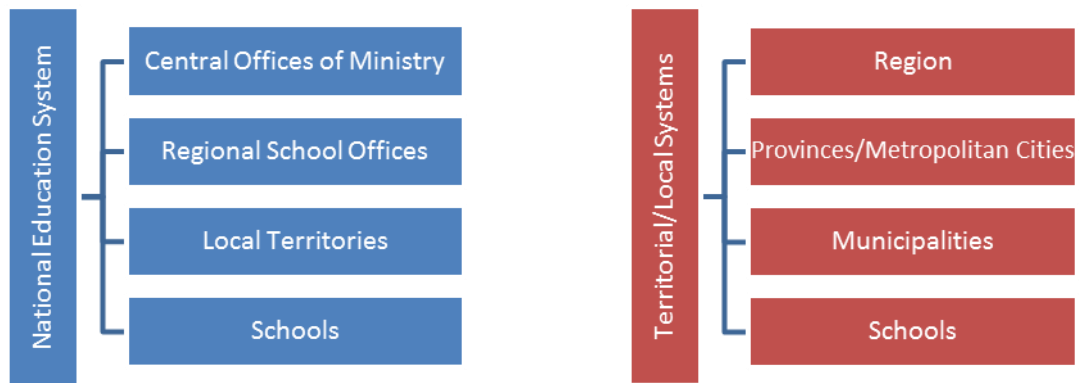 National Education System
Central Offices of Ministry
Regional School Offices
Local Territories
Schools
Territorial/Local Systems
Region
Provinces/Metropolitan Cities
Municipalities
Schools